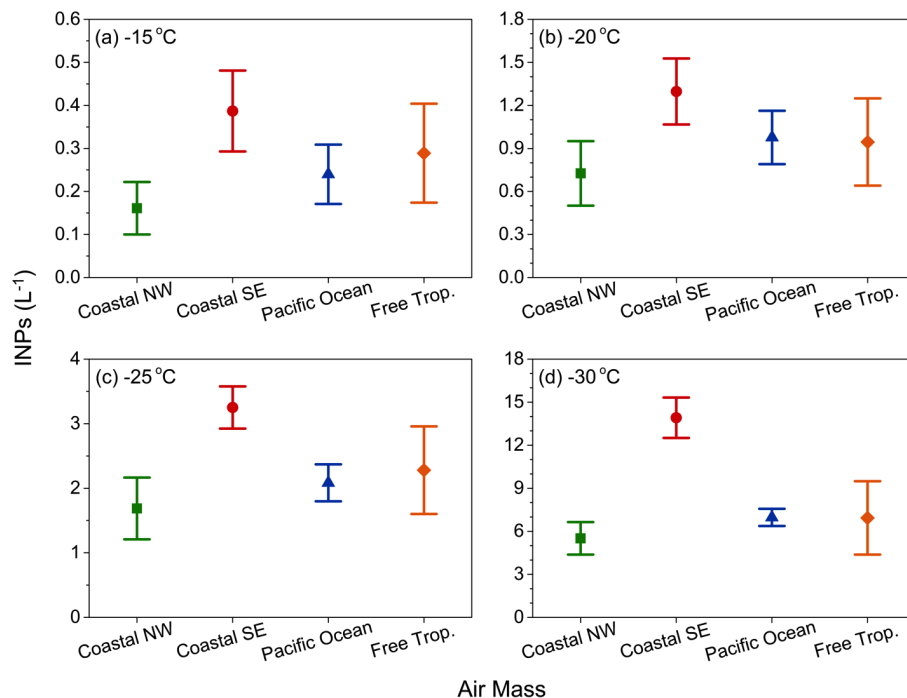 (a) -15 °C
0.6
0.5
0.4
0.3
0.2
0.1
0.0
Coastal NW
Coastal SE
Pacific Ocean
Free Trop.
(b) -20 °C
1.8
1.5
1.2
0.9
0.6
0.3
0.0
Coastal NW
Coastal SE
Pacific Ocean
Free Trop.
INPs (L⁻¹)
(c) -25 °C
4
3
2
1
0
Coastal NW
Coastal SE
Pacific Ocean
Free Trop.
(d) -30 °C
18
15
12
9
6
3
0
Coastal NW
Coastal SE
Pacific Ocean
Free Trop.
Air Mass